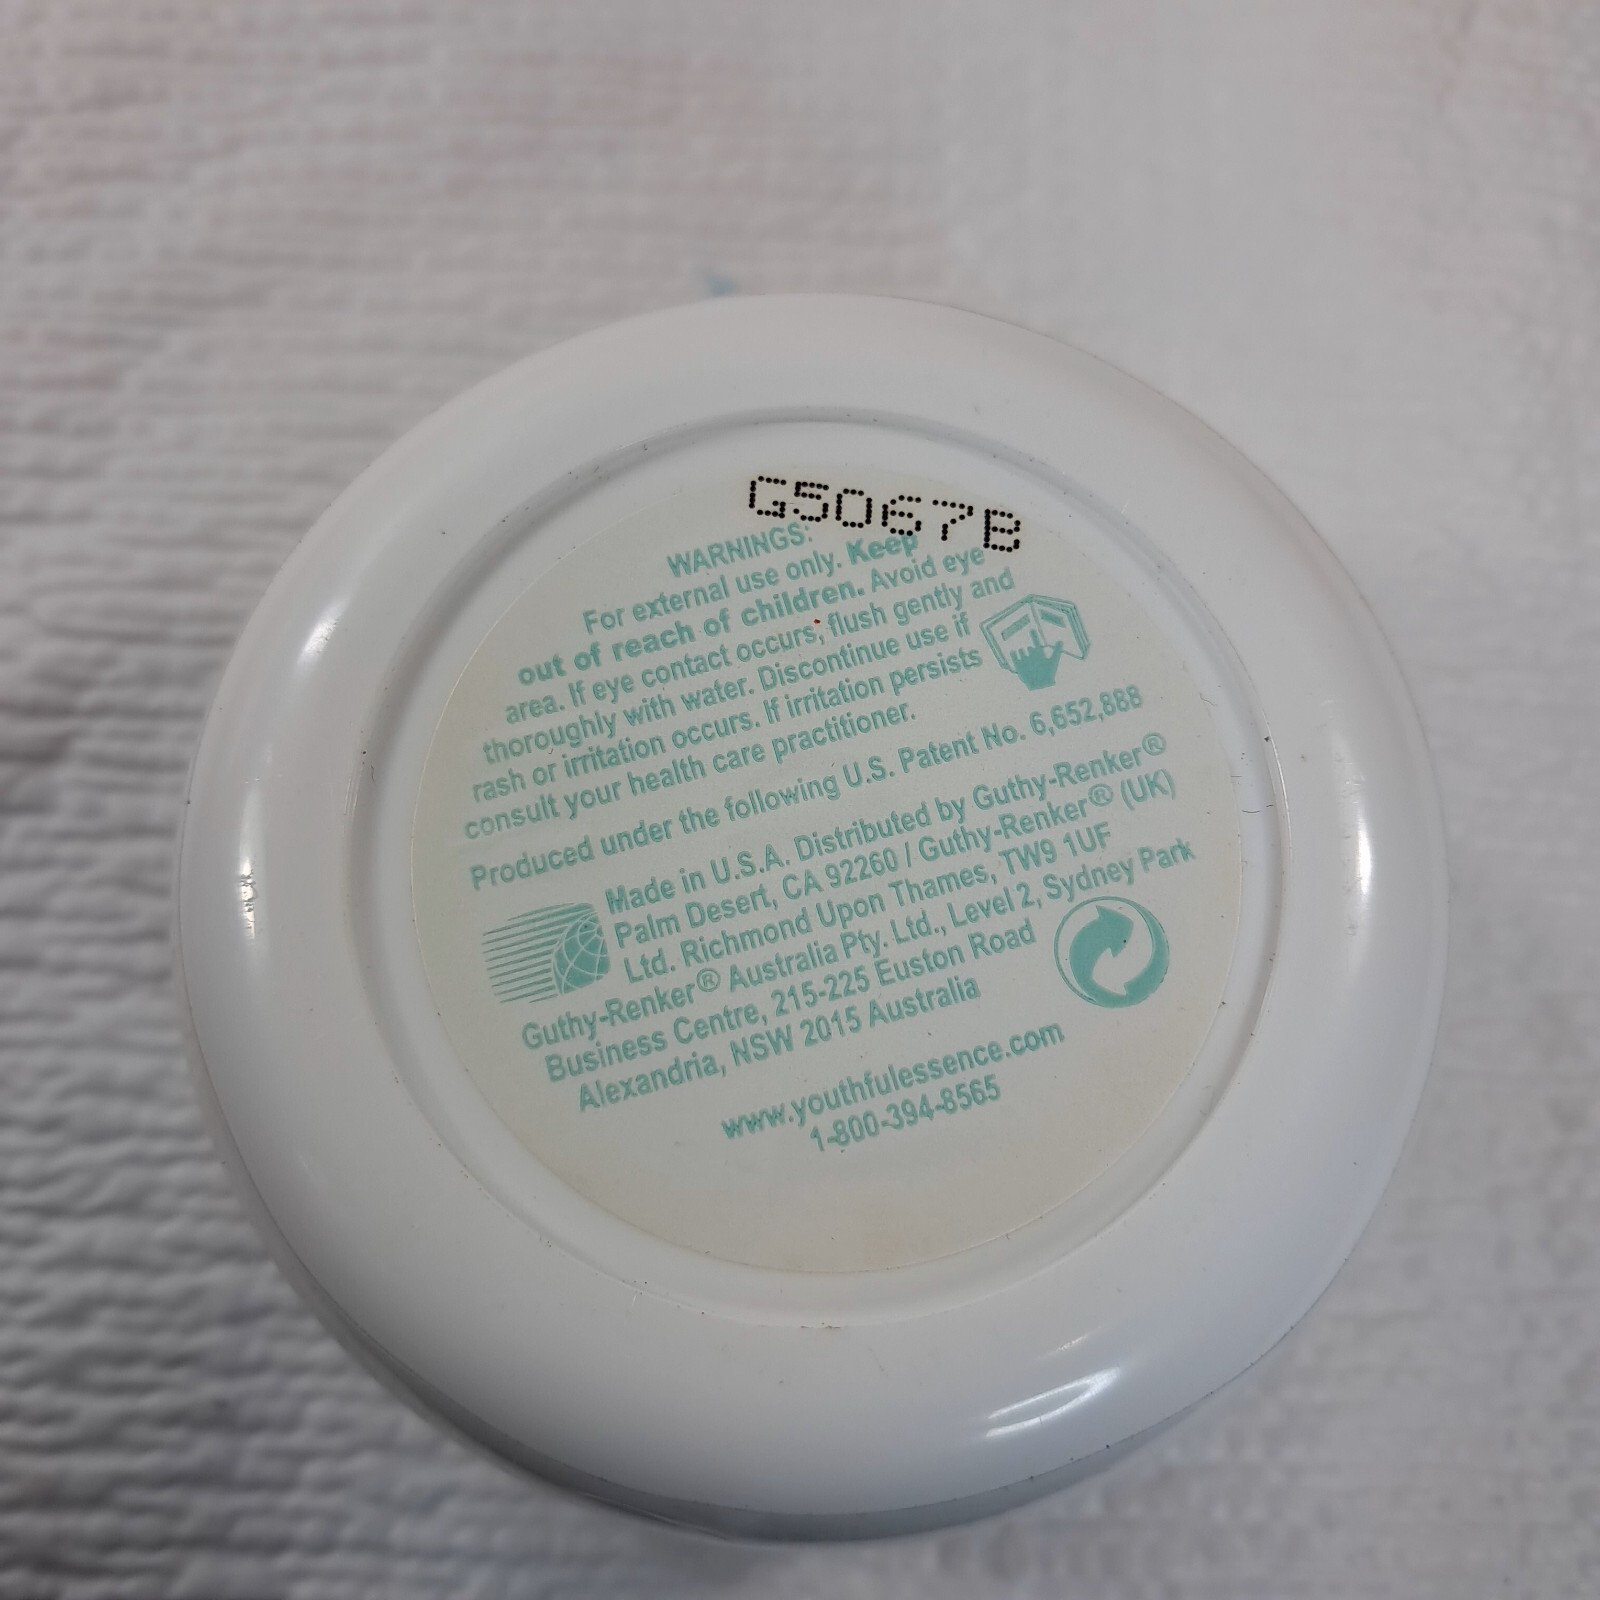 G5067B
WARNINGS:
For external use only. Keep
out of reach of children. Avoid eye
area. If eye contact occurs, flush gently and
thoroughly with water. Discontinue use if
rash or irritation occurs. If irritation persists
consult your health care practitioner.
Produced under the following U.S. Patent No. 6,652,888
Made in U.S.A. Distributed by Guthy-Renker®
Palm Desert, CA 92260 / Guthy-Renker® (UK)
Ltd. Richmond Upon Thames, TW9 1UF
Guthy-Renker® Australia Pty. Ltd., Level 2, Sydney Park
Business Centre, 215-225 Euston Road
Alexandria, NSW 2015 Australia
www.youthfulessence.com
1-800-394-8565